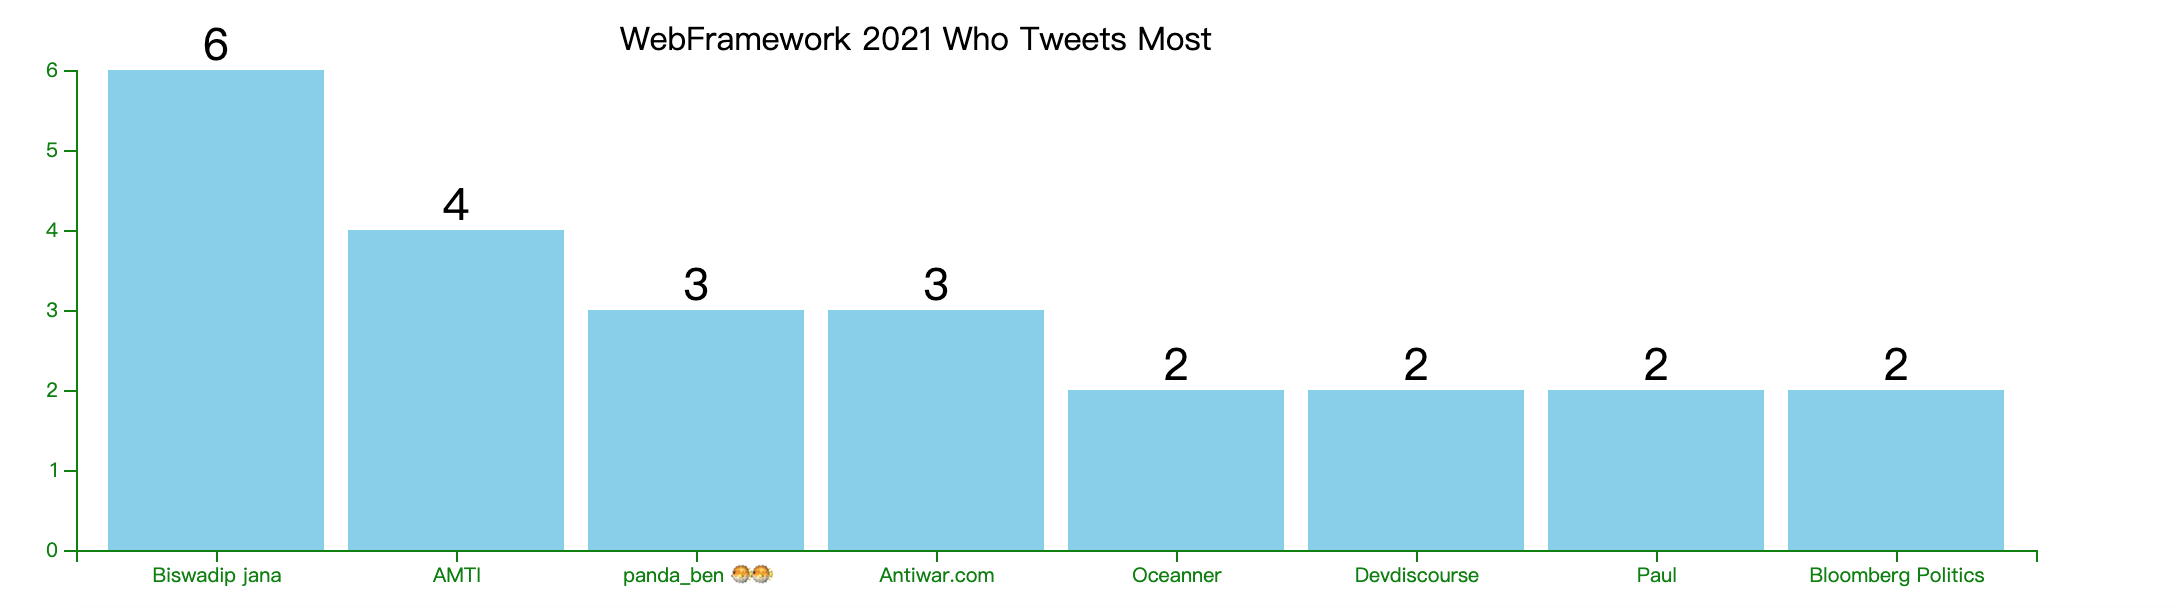 WebFramework 2021 Who Tweets Most
6
4
3
3
2
2
2
2
6
5
4
3
2
1
0
Biswadip jana
AMTI
panda_ben 🐡🐡
Antiwar.com
Oceanner
Devdiscourse
Paul
Bloomberg Politics